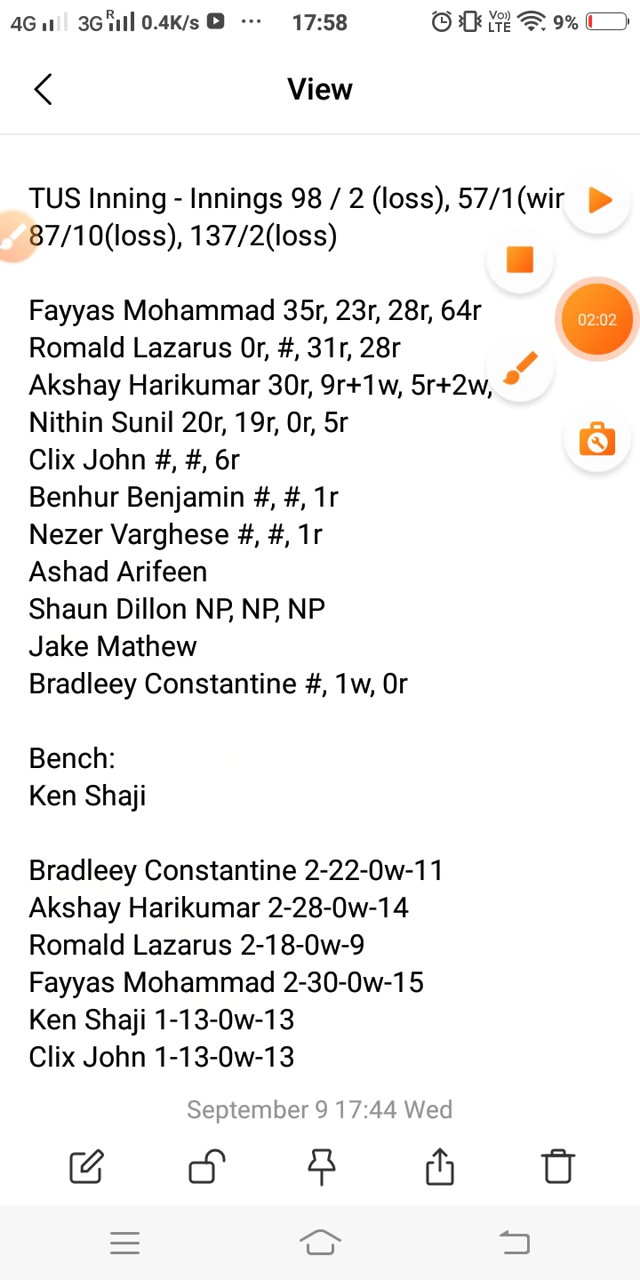 4G 3G R 0.4K/s ... 17:58 Vo)) LTE 9%
View
TUS Inning - Innings 98 / 2 (loss), 57/1(wir
87/10(loss), 137/2(loss)
02:02
Fayyas Mohammad 35r, 23r, 28r, 64r
Romald Lazarus 0r, #, 31r, 28r
Akshay Harikumar 30r, 9r+1w, 5r+2w,
Nithin Sunil 20r, 19r, 0r, 5r
Clix John #, #, 6r
Benhur Benjamin #, #, 1r
Nezer Varghese #, #, 1r
Ashad Arifeen
Shaun Dillon NP, NP, NP
Jake Mathew
Bradleey Constantine #, 1w, 0r
Bench:
Ken Shaji
Bradleey Constantine 2-22-0w-11
Akshay Harikumar 2-28-0w-14
Romald Lazarus 2-18-0w-9
Fayyas Mohammad 2-30-0w-15
Ken Shaji 1-13-0w-13
Clix John 1-13-0w-13
September 9 17:44 Wed